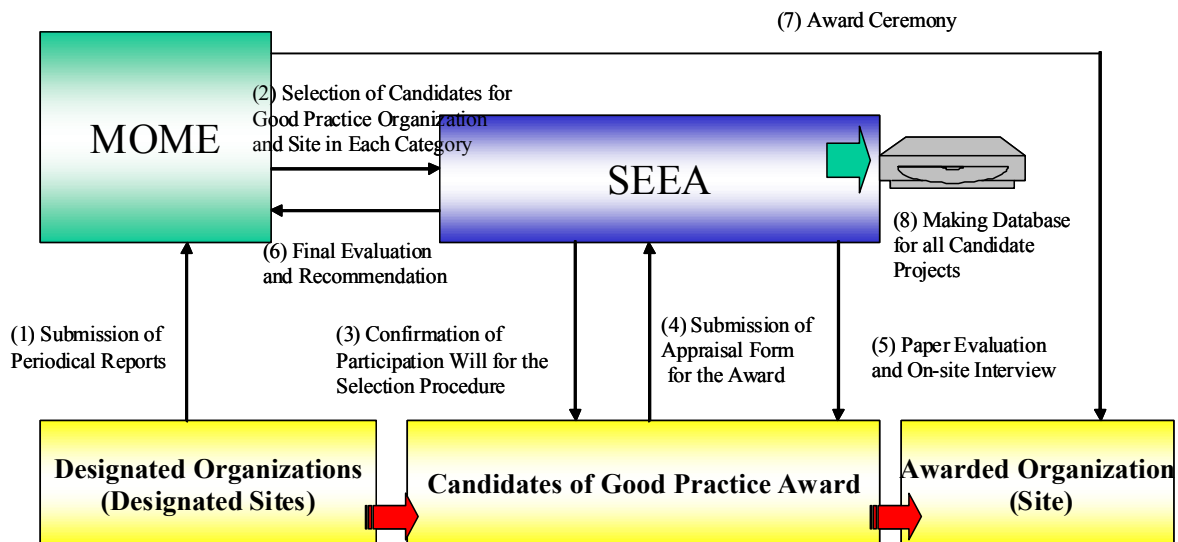 (7) Award Ceremony
MOME
(2) Selection of Candidates for
Good Practice Organization
and Site in Each Category
SEEA
(8) Making Database
for all Candidate
Projects
(6) Final Evaluation
and Recommendation
(1) Submission of
Periodical Reports
(3) Confirmation of
Participation Will for the
Selection Procedure
(4) Submission of
Appraisal Form
for the Award
(5) Paper Evaluation
and On-site Interview
Designated Organizations
(Designated Sites)
Candidates of Good Practice Award
Awarded Organization
(Site)